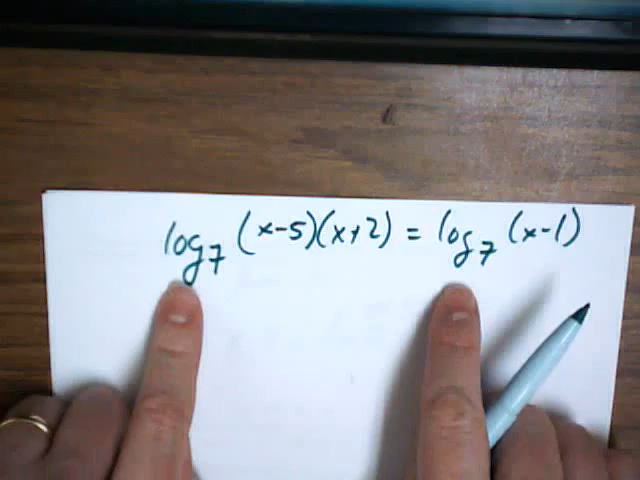 log₇ (x-5)(x+2) = log₇ (x-1)